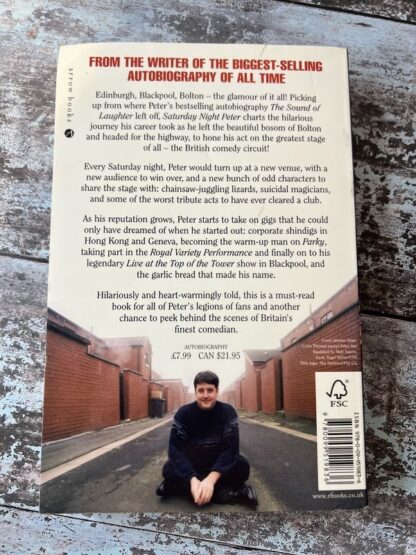 FROM THE WRITER OF THE BIGGEST-SELLING
AUTOBIOGRAPHY OF ALL TIME
arrow books
Edinburgh, Blackpool, Bolton – the glamour of it all! Picking
up from where Peter's bestselling autobiography The Sound of
Laughter left off, Saturday Night Peter charts the hilarious
journey his career took as he left the beautiful bosom of Bolton
and headed for the highway, to hone his act on the greatest stage
of all – the British comedy circuit!
Every Saturday night, Peter would turn up at a new venue, with a
new audience to win over, and a new bunch of odd characters to
share the stage with: chainsaw-juggling lizards, suicidal magicians,
and some of the worst tribute acts to have ever cleared a club.
As his reputation grows, Peter starts to take on gigs that he could
only have dreamed of when he started out: corporate shindigs in
Hong Kong and Geneva, becoming the warm-up man on Parky,
taking part in the Royal Variety Performance and finally on to his
legendary Live at the Top of the Tower show in Blackpool, and
the garlic bread that made his name.
Hilariously and heart-warmingly told, this is a must-read
book for all of Peter's legions of fans and another
chance to peek behind the scenes of Britain's
finest comedian.
AUTOBIOGRAPHY
£7.99 CAN $21.95
FSC
www.rbooks.co.uk